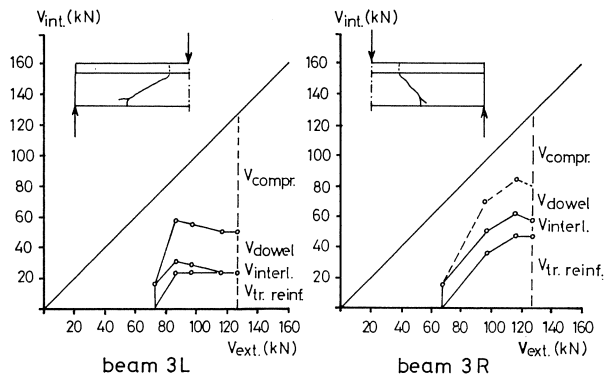 V int. (kN)
160
140
120
100
80
60
40
20
V compr.
V dowel
V interl.
V tr. reinf.
20 40 60 80 100 120 140 160
V ext. (kN)
beam 3L
V int. (kN)
160
140
120
100
80
60
40
20
V compr.
V dowel
V interl.
V tr. reinf.
20 40 60 80 100 120 140 160
V ext. (kN)
beam 3R